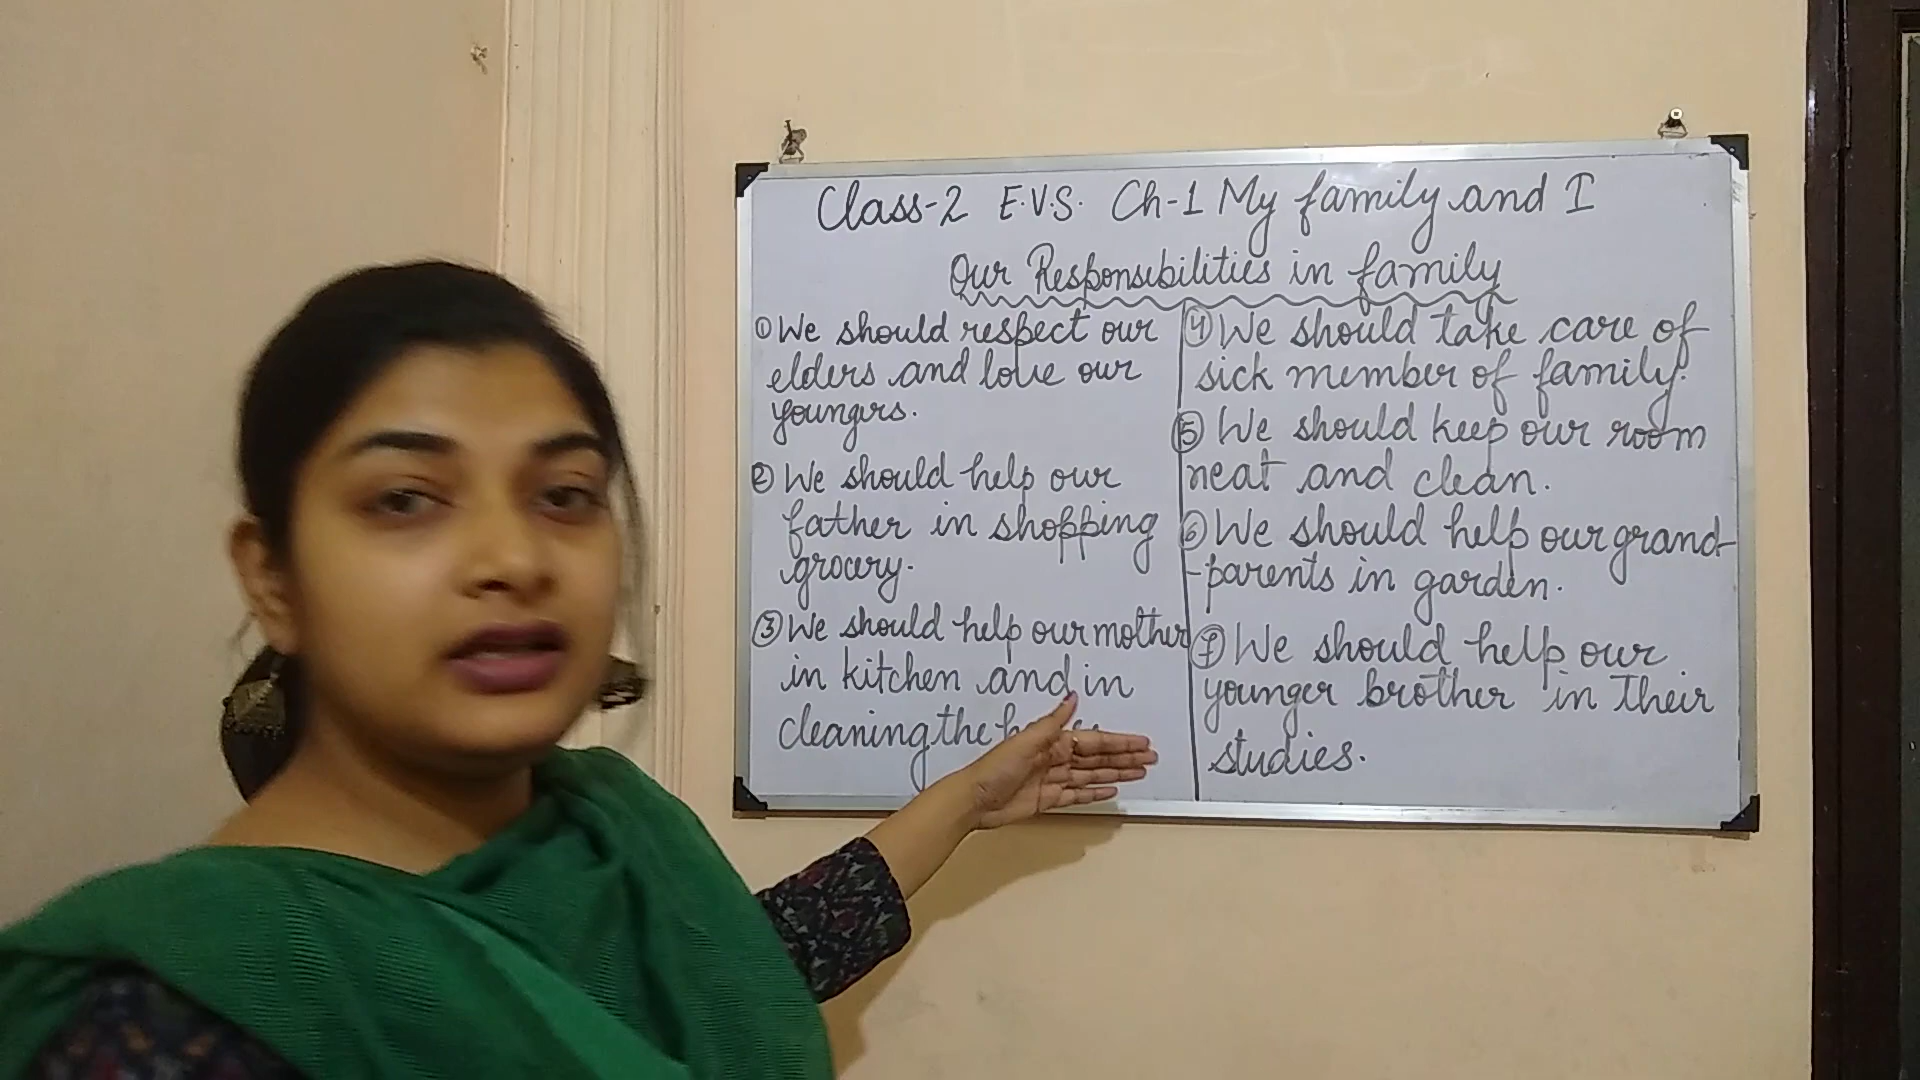 Class-2 E.V.S. Ch-1 My family and I
Our Responsibilities in family
① We should respect our
elders and love our
youngers.
② We should help our
father in shopping
grocery.
③ We should help our mother
in kitchen and in
cleaning the
④ We should take care of
sick member of family.
⑤ We should keep our room
neat and clean.
⑥ We should help our grand-
-parents in garden.
⑦ We should help our
younger brother in their
studies.